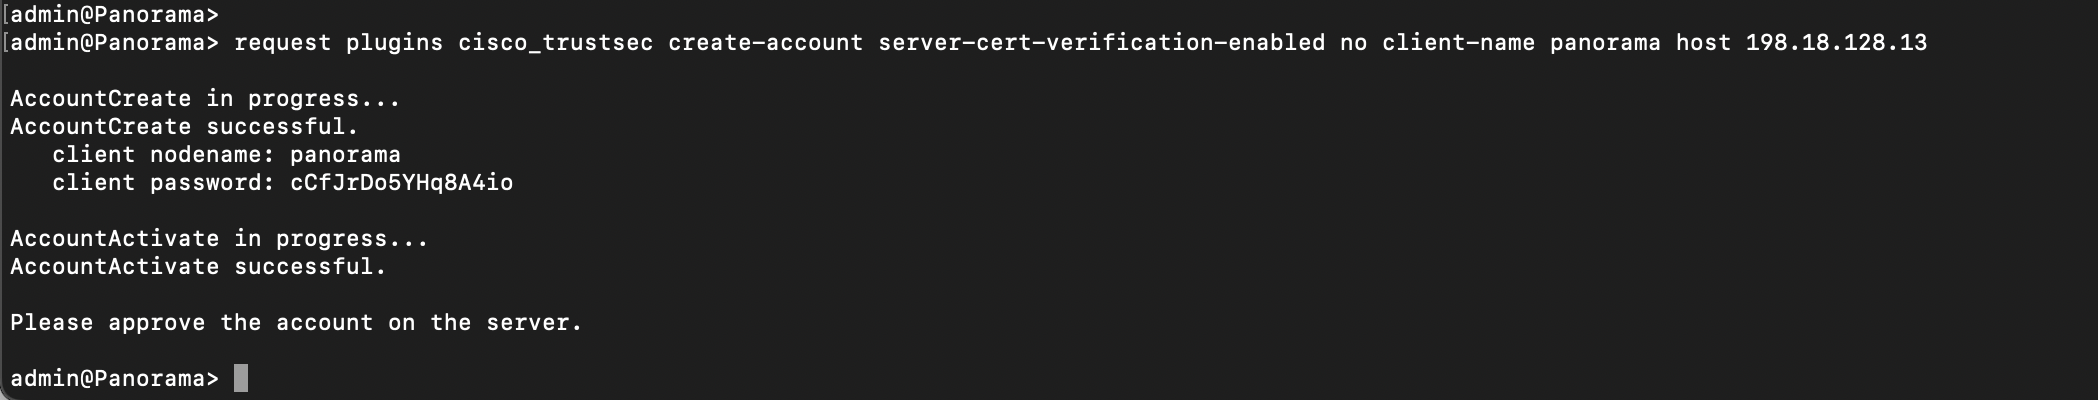 [admin@Panorama>
[admin@Panorama> request plugins cisco_trustsec create-account server-cert-verification-enabled no client-name panorama host 198.18.128.13
AccountCreate in progress...
AccountCreate successful.
client nodename: panorama
client password: cCfJrDo5YHq8A4io
AccountActivate in progress...
AccountActivate successful.
Please approve the account on the server.
admin@Panorama>